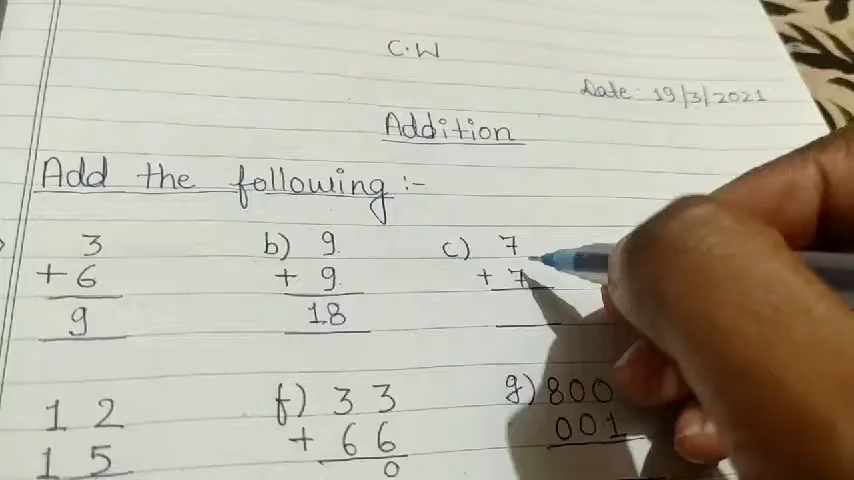 C.W
Date: 19/3/2021
Addition
Add the following :-
3
+ 6
9
b) 9
+ 9
18
c) 7
+ 7
1 2
1 5
f) 3 3
+ 6 6
0
g) 800
001